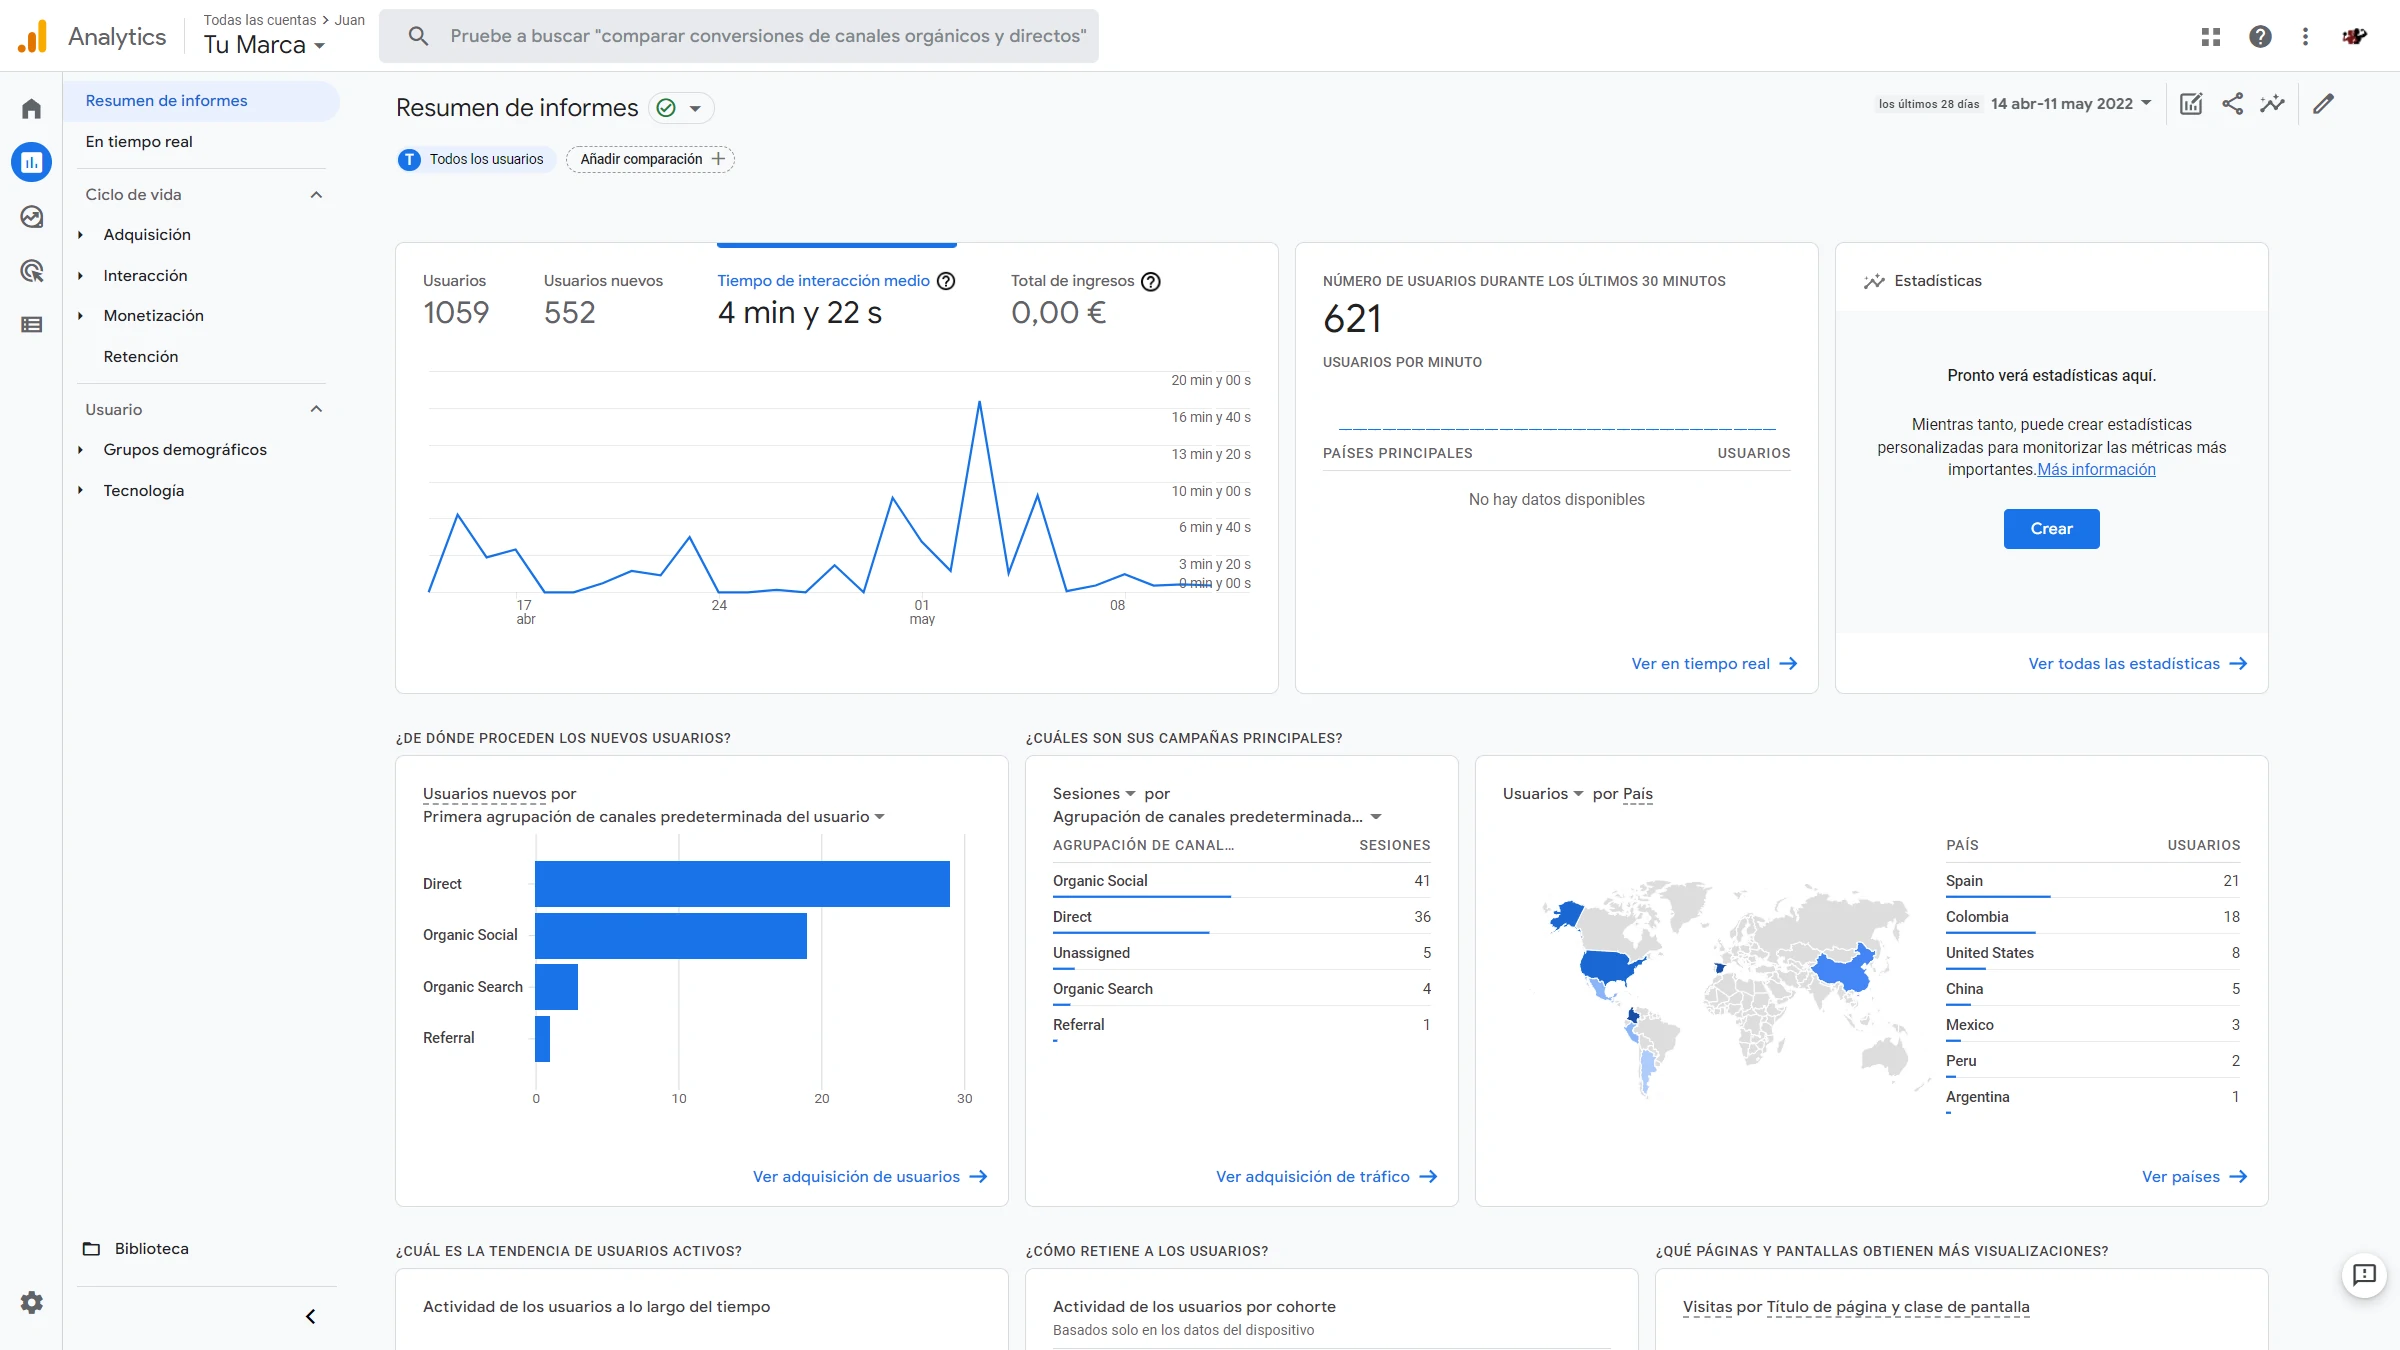 Analytics
Todas las cuentas > Juan
Tu Marca
Pruebe a buscar "comparar conversiones de canales orgánicos y directos"
Resumen de informes
En tiempo real
Ciclo de vida
Adquisición
Interacción
Monetización
Retención
Usuario
Grupos demográficos
Tecnología
Biblioteca
Resumen de informes
los últimos 28 días 14 abr-11 may 2022
T Todos los usuarios
Añadir comparación +
Usuarios
1059
Usuarios nuevos
552
Tiempo de interacción medio
4 min y 22 s
Total de ingresos
0,00 €
20 min y 00 s
16 min y 40 s
13 min y 20 s
10 min y 00 s
6 min y 40 s
3 min y 20 s
0 min y 00 s
17
abr
24
01
may
08
NÚMERO DE USUARIOS DURANTE LOS ÚLTIMOS 30 MINUTOS
621
USUARIOS POR MINUTO
PAÍSES PRINCIPALES USUARIOS
No hay datos disponibles
Ver en tiempo real
Estadísticas
Pronto verá estadísticas aquí.
Mientras tanto, puede crear estadísticas
personalizadas para monitorizar las métricas más
importantes.Más información
Crear
Ver todas las estadísticas
¿DE DÓNDE PROCEDEN LOS NUEVOS USUARIOS?
Usuarios nuevos por
Primera agrupación de canales predeterminada del usuario
Direct
Organic Social
Organic Search
Referral
0 10 20 30
Ver adquisición de usuarios
¿CUÁLES SON SUS CAMPAÑAS PRINCIPALES?
Sesiones por
Agrupación de canales predeterminada...
AGRUPACIÓN DE CANAL... SESIONES
Organic Social 41
Direct 36
Unassigned 5
Organic Search 4
Referral 1
Ver adquisición de tráfico
Usuarios por País
PAÍS USUARIOS
Spain 21
Colombia 18
United States 8
China 5
Mexico 3
Peru 2
Argentina 1
Ver países
¿CUÁL ES LA TENDENCIA DE USUARIOS ACTIVOS?
Actividad de los usuarios a lo largo del tiempo
¿CÓMO RETIENE A LOS USUARIOS?
Actividad de los usuarios por cohorte
Basados solo en los datos del dispositivo
¿QUÉ PÁGINAS Y PANTALLAS OBTIENEN MÁS VISUALIZACIONES?
Visitas por Título de página y clase de pantalla